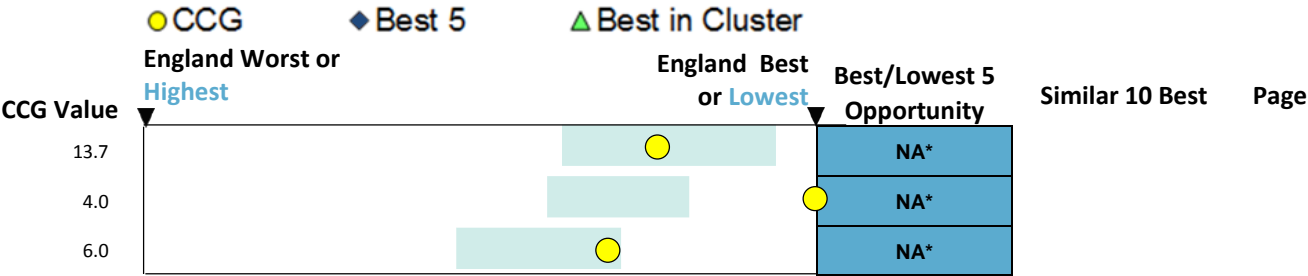 CCG Best 5 Best in Cluster
England Worst or
Highest
England Best
or Lowest
Best/Lowest 5
Opportunity
Similar 10 Best
Page
CCG Value
13.7 NA*
4.0 NA*
6.0 NA*